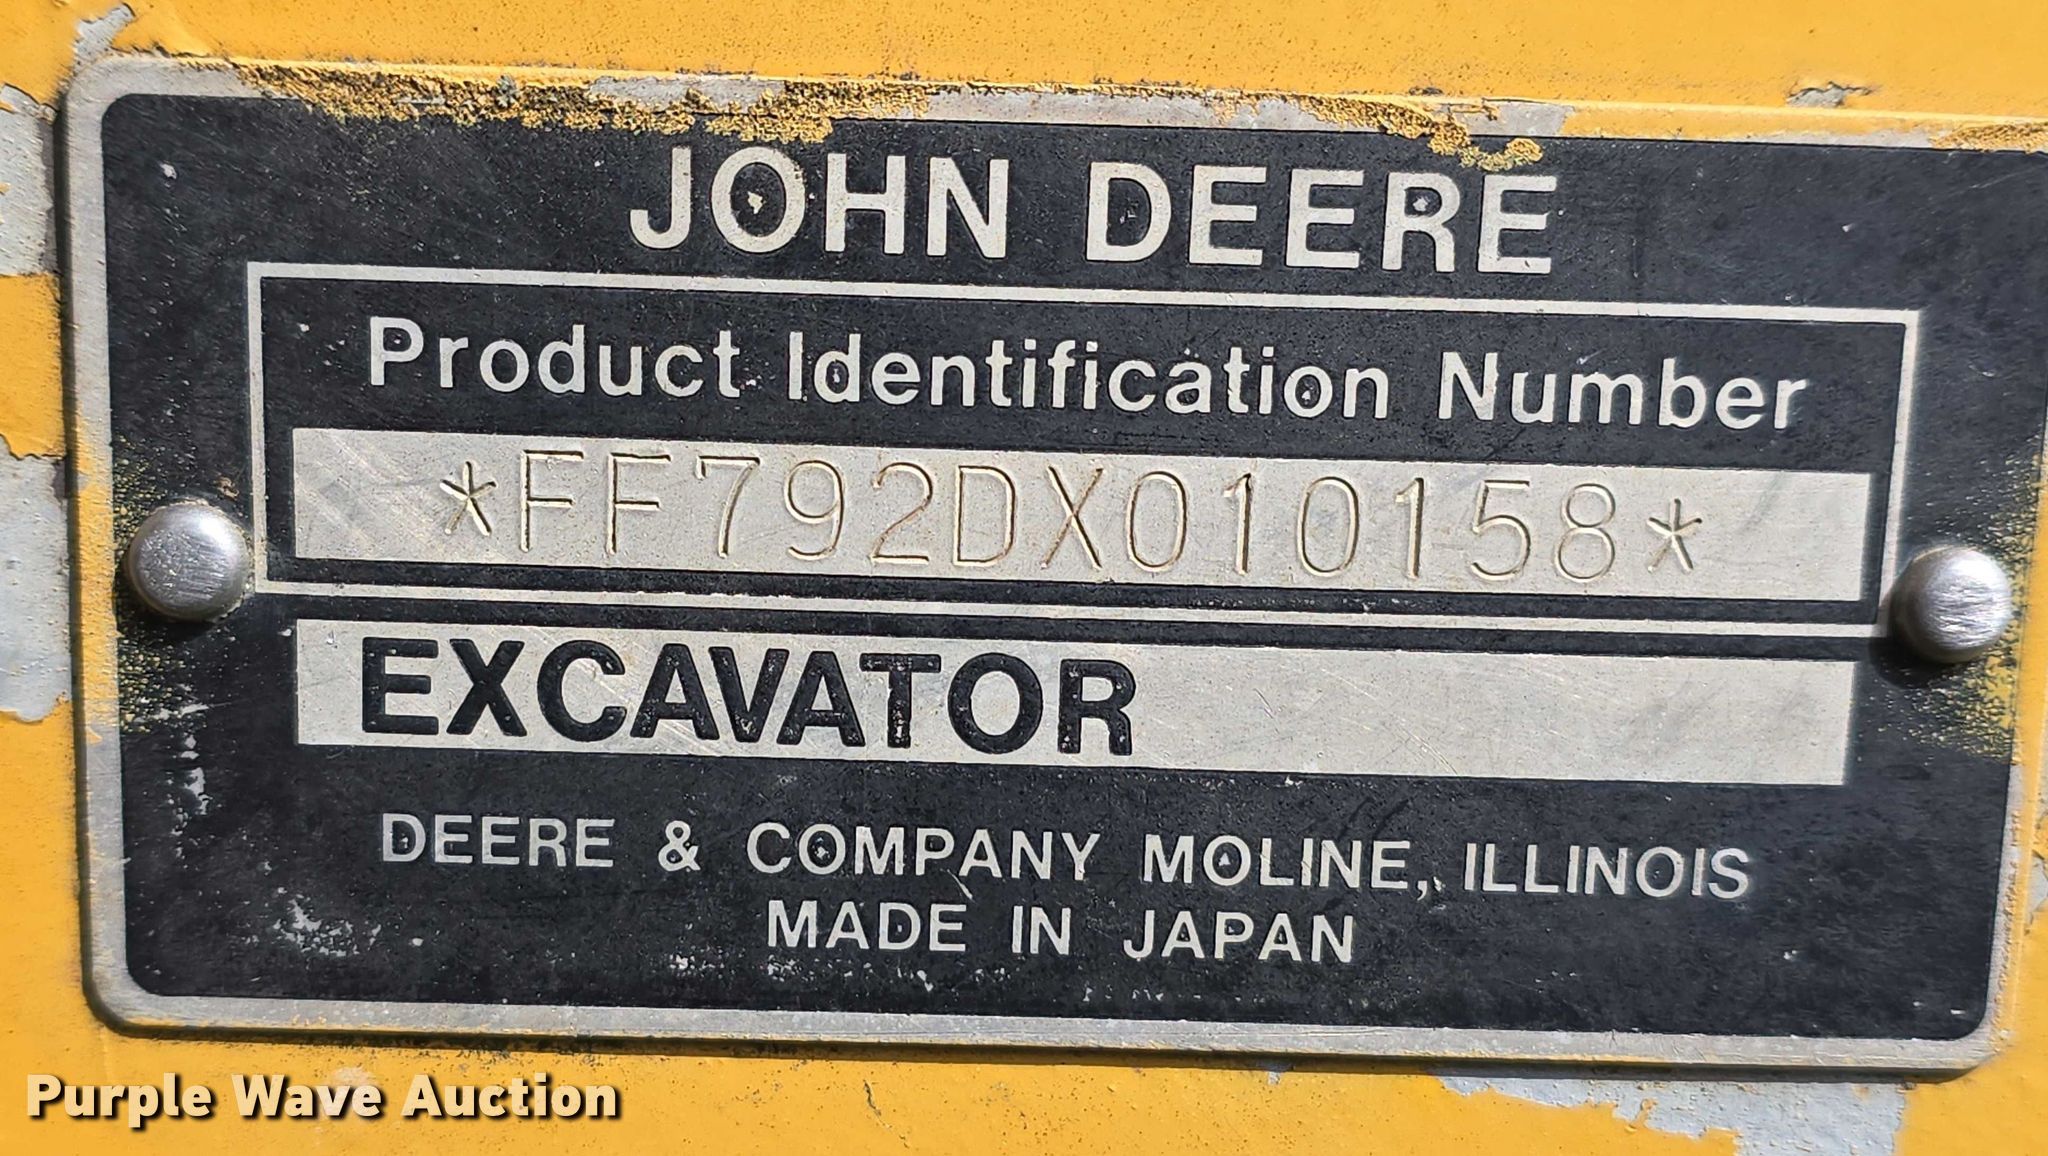 JOHN DEERE
Product Identification Number
*FF792DX010158*
EXCAVATOR
DEERE & COMPANY MOLINE, ILLINOIS
MADE IN JAPAN
Purple Wave Auction